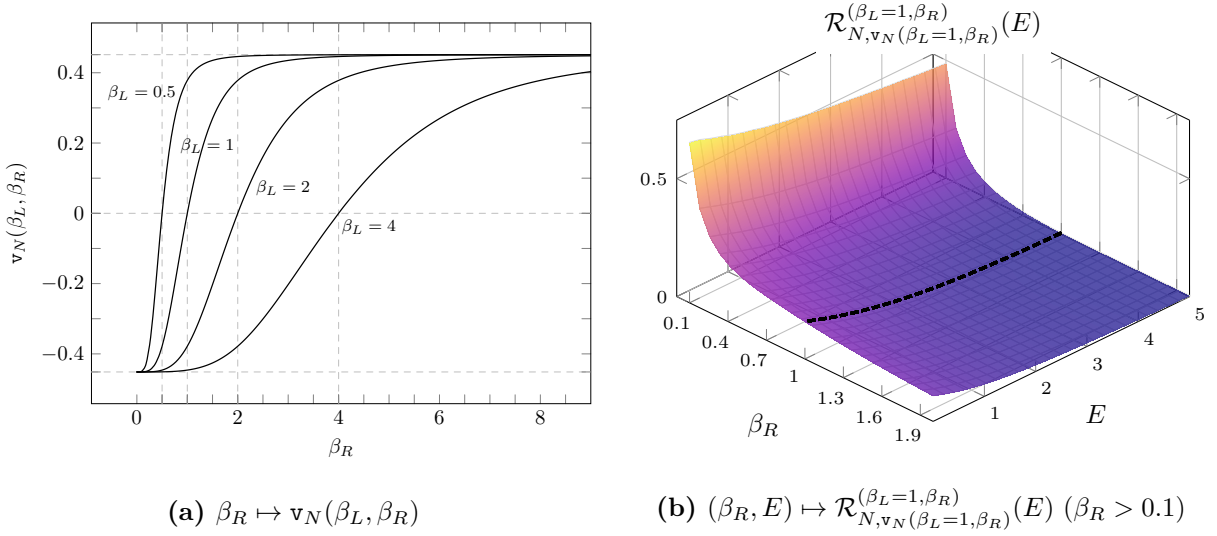 0.4
0.2
0
−0.2
−0.4
v_N(β_L, β_R)
β_L = 0.5
β_L = 1
β_L = 2
β_L = 4
0 2 4 6 8
β_R
(a) β_R ↦ v_N(β_L, β_R)
R_{N,v_N(β_L=1,β_R)}^{(β_L=1,β_R)}(E)
0.5
0
0.1 0.4 0.7 1 1.3 1.6 1.9
β_R
1 2 3 4 5
E
(b) (β_R, E) ↦ R_{N,v_N(β_L=1,β_R)}^{(β_L=1,β_R)}(E) (β_R > 0.1)